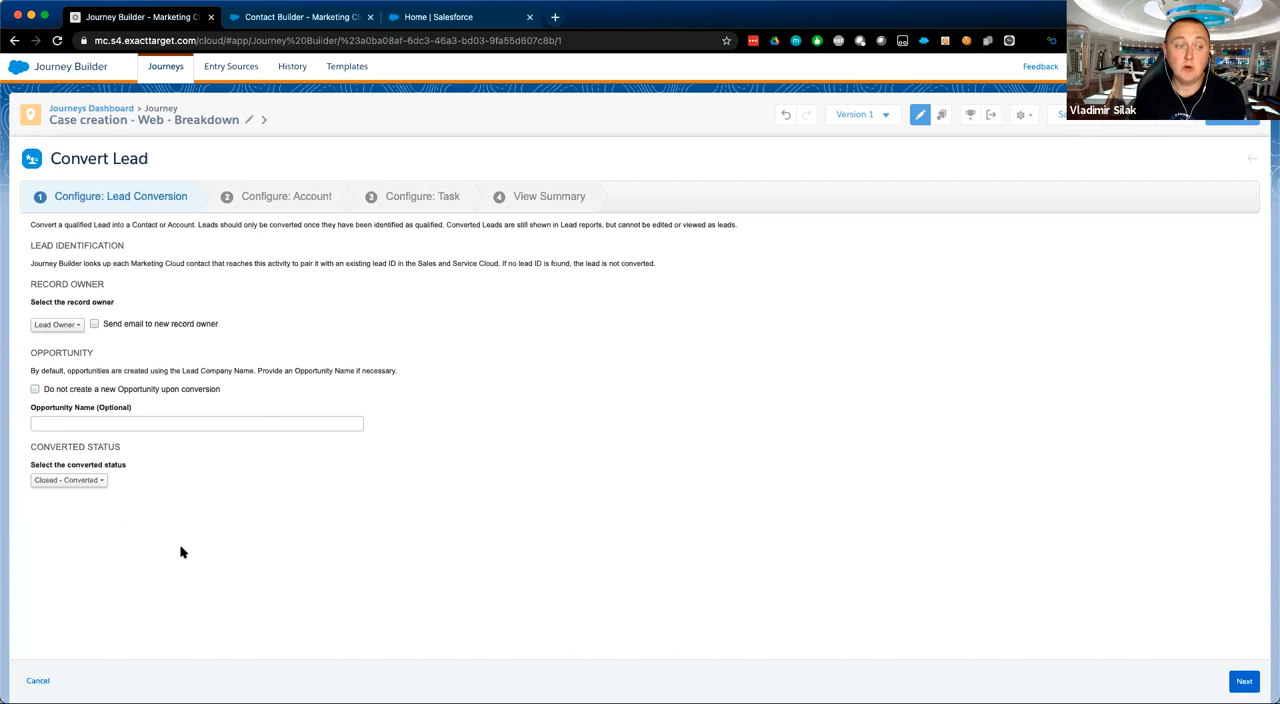 Journey Builder - Marketing Cl
Contact Builder - Marketing Cl
Home | Salesforce
mc.s4.exacttarget.com/cloud/#app/Journey%20Builder/%23a0ba08af-6dc3-46a3-bd03-9fa55d607c8b/1
Journey Builder
Journeys
Entry Sources
History
Templates
Feedback
Vladimir Silak
Journeys Dashboard > Journey
Case creation - Web - Breakdown
Version 1
Convert Lead
1 Configure: Lead Conversion
2 Configure: Account
3 Configure: Task
4 View Summary
Convert a qualified Lead into a Contact or Account. Leads should only be converted once they have been identified as qualified. Converted Leads are still shown in Lead reports, but cannot be edited or viewed as leads.
LEAD IDENTIFICATION
Journey Builder looks up each Marketing Cloud contact that reaches this activity to pair it with an existing lead ID in the Sales and Service Cloud. If no lead ID is found, the lead is not converted.
RECORD OWNER
Select the record owner
Lead Owner
Send email to new record owner
OPPORTUNITY
By default, opportunities are created using the Lead Company Name. Provide an Opportunity Name if necessary.
Do not create a new Opportunity upon conversion
Opportunity Name (Optional)
CONVERTED STATUS
Select the converted status
Closed - Converted
Cancel
Next